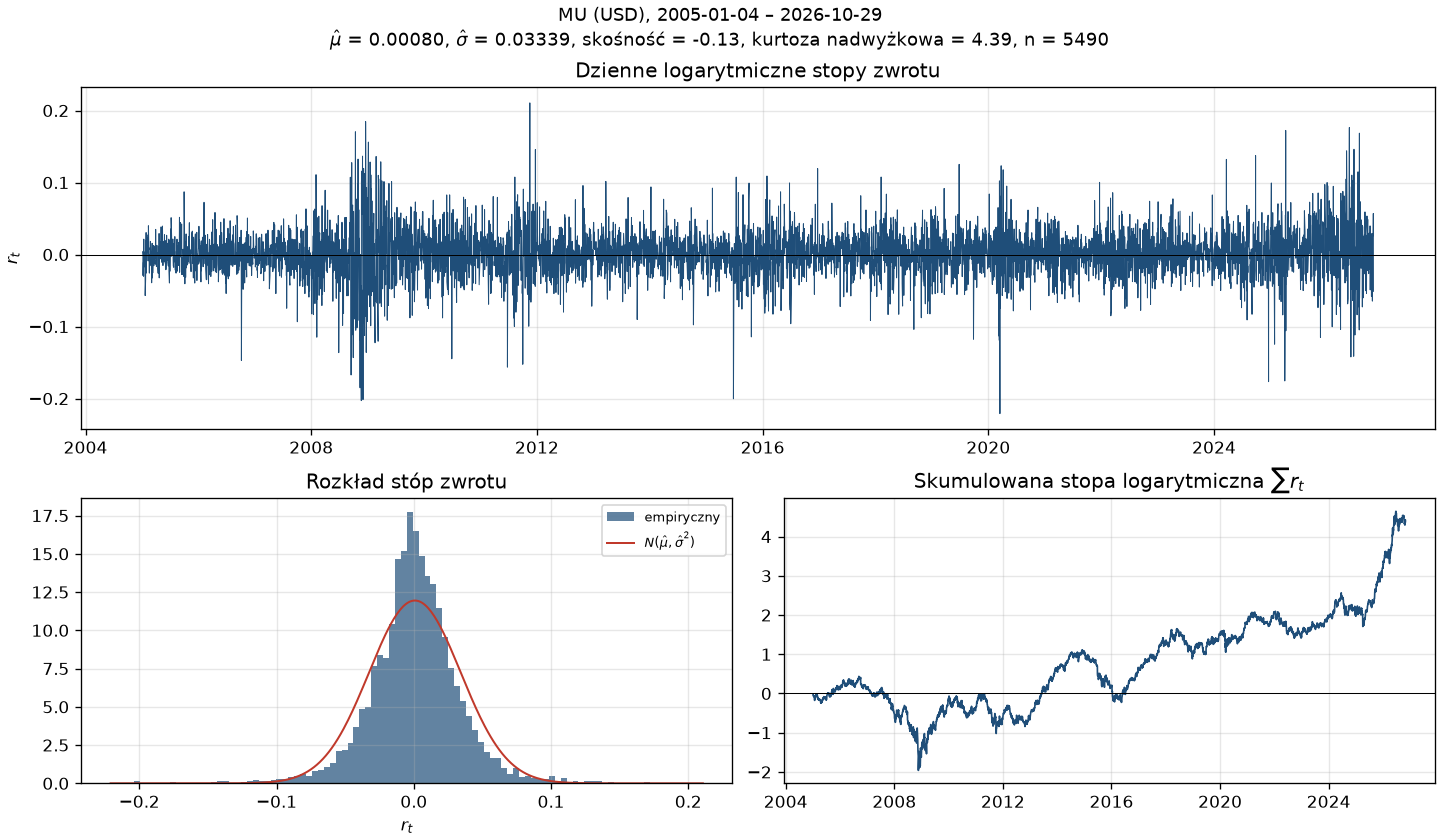 MU (USD), 2005-01-04 – 2026-10-29
μ̂ = 0.00080, σ̂ = 0.03339, skośność = -0.13, kurtoza nadwyżkowa = 4.39, n = 5490
Dzienne logarytmiczne stopy zwrotu
0.2
0.1
0.0
−0.1
−0.2
r_t
2004 2008 2012 2016 2020 2024
Rozkład stóp zwrotu
17.5
15.0
12.5
10.0
7.5
5.0
2.5
0.0
empiryczny
N(μ̂, σ̂²)
−0.2 −0.1 0.0 0.1 0.2
r_t
Skumulowana stopa logarytmiczna ∑r_t
4
3
2
1
0
−1
−2
2004 2008 2012 2016 2020 2024